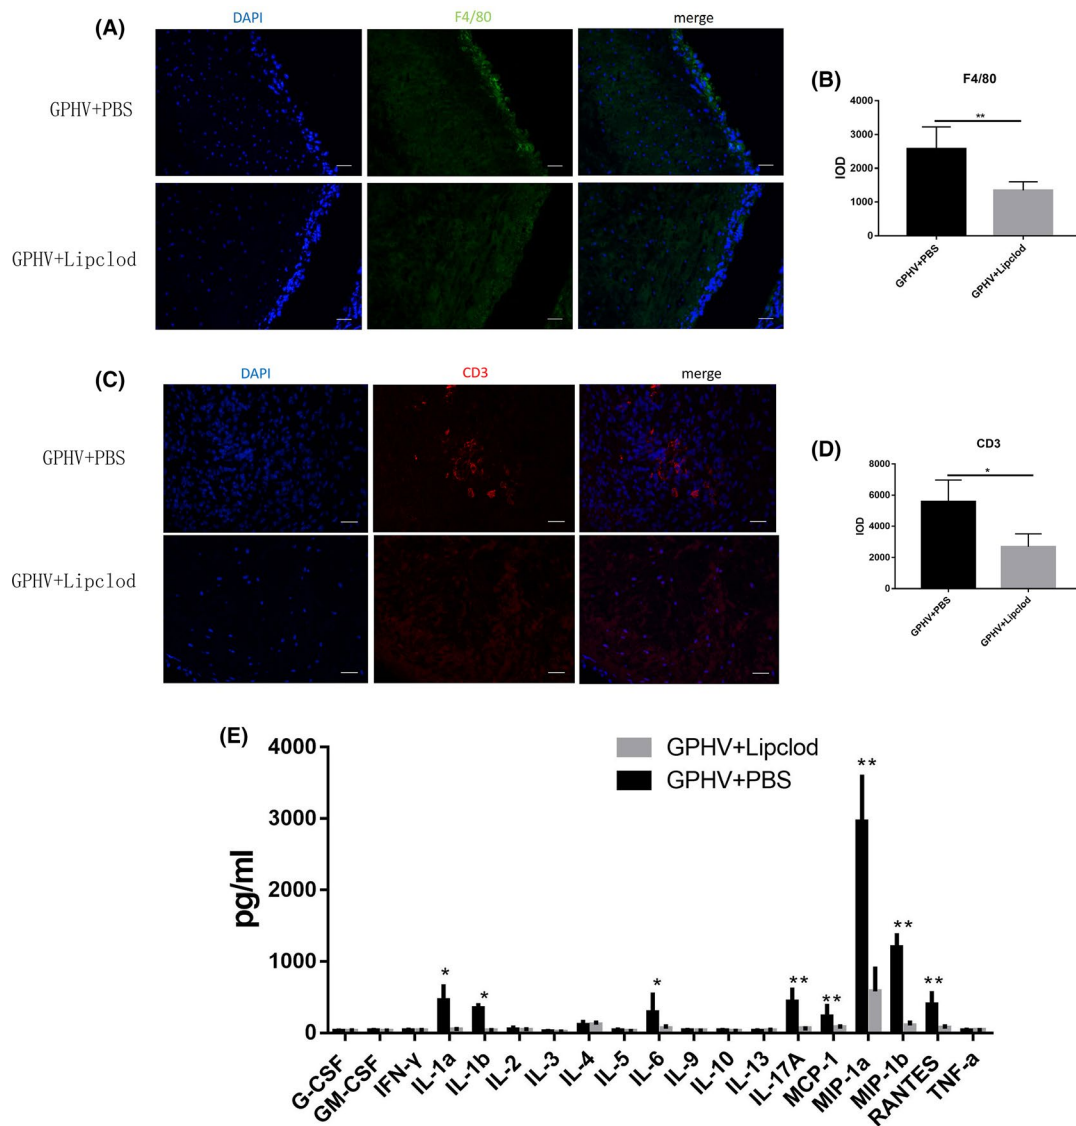 (A)
DAPI
F4/80
merge
GPHV+PBS
GPHV+Lipclod
(B)
F4/80
IOD
4000
3000
2000
1000
0
**
GPHV+PBS
GPHV+Lipclod
(C)
DAPI
CD3
merge
GPHV+PBS
GPHV+Lipclod
(D)
CD3
IOD
8000
6000
4000
2000
0
*
GPHV+PBS
GPHV+Lipclod
(E)
pg/ml
4000
3000
2000
1000
0
GPHV+Lipclod
GPHV+PBS
*
*
*
**
**
**
**
**
G-CSF
GM-CSF
IFN-γ
IL-1a
IL-1b
IL-2
IL-3
IL-4
IL-5
IL-6
IL-9
IL-10
IL-13
IL-17A
MCP-1
MIP-1a
MIP-1b
RANTES
TNF-a